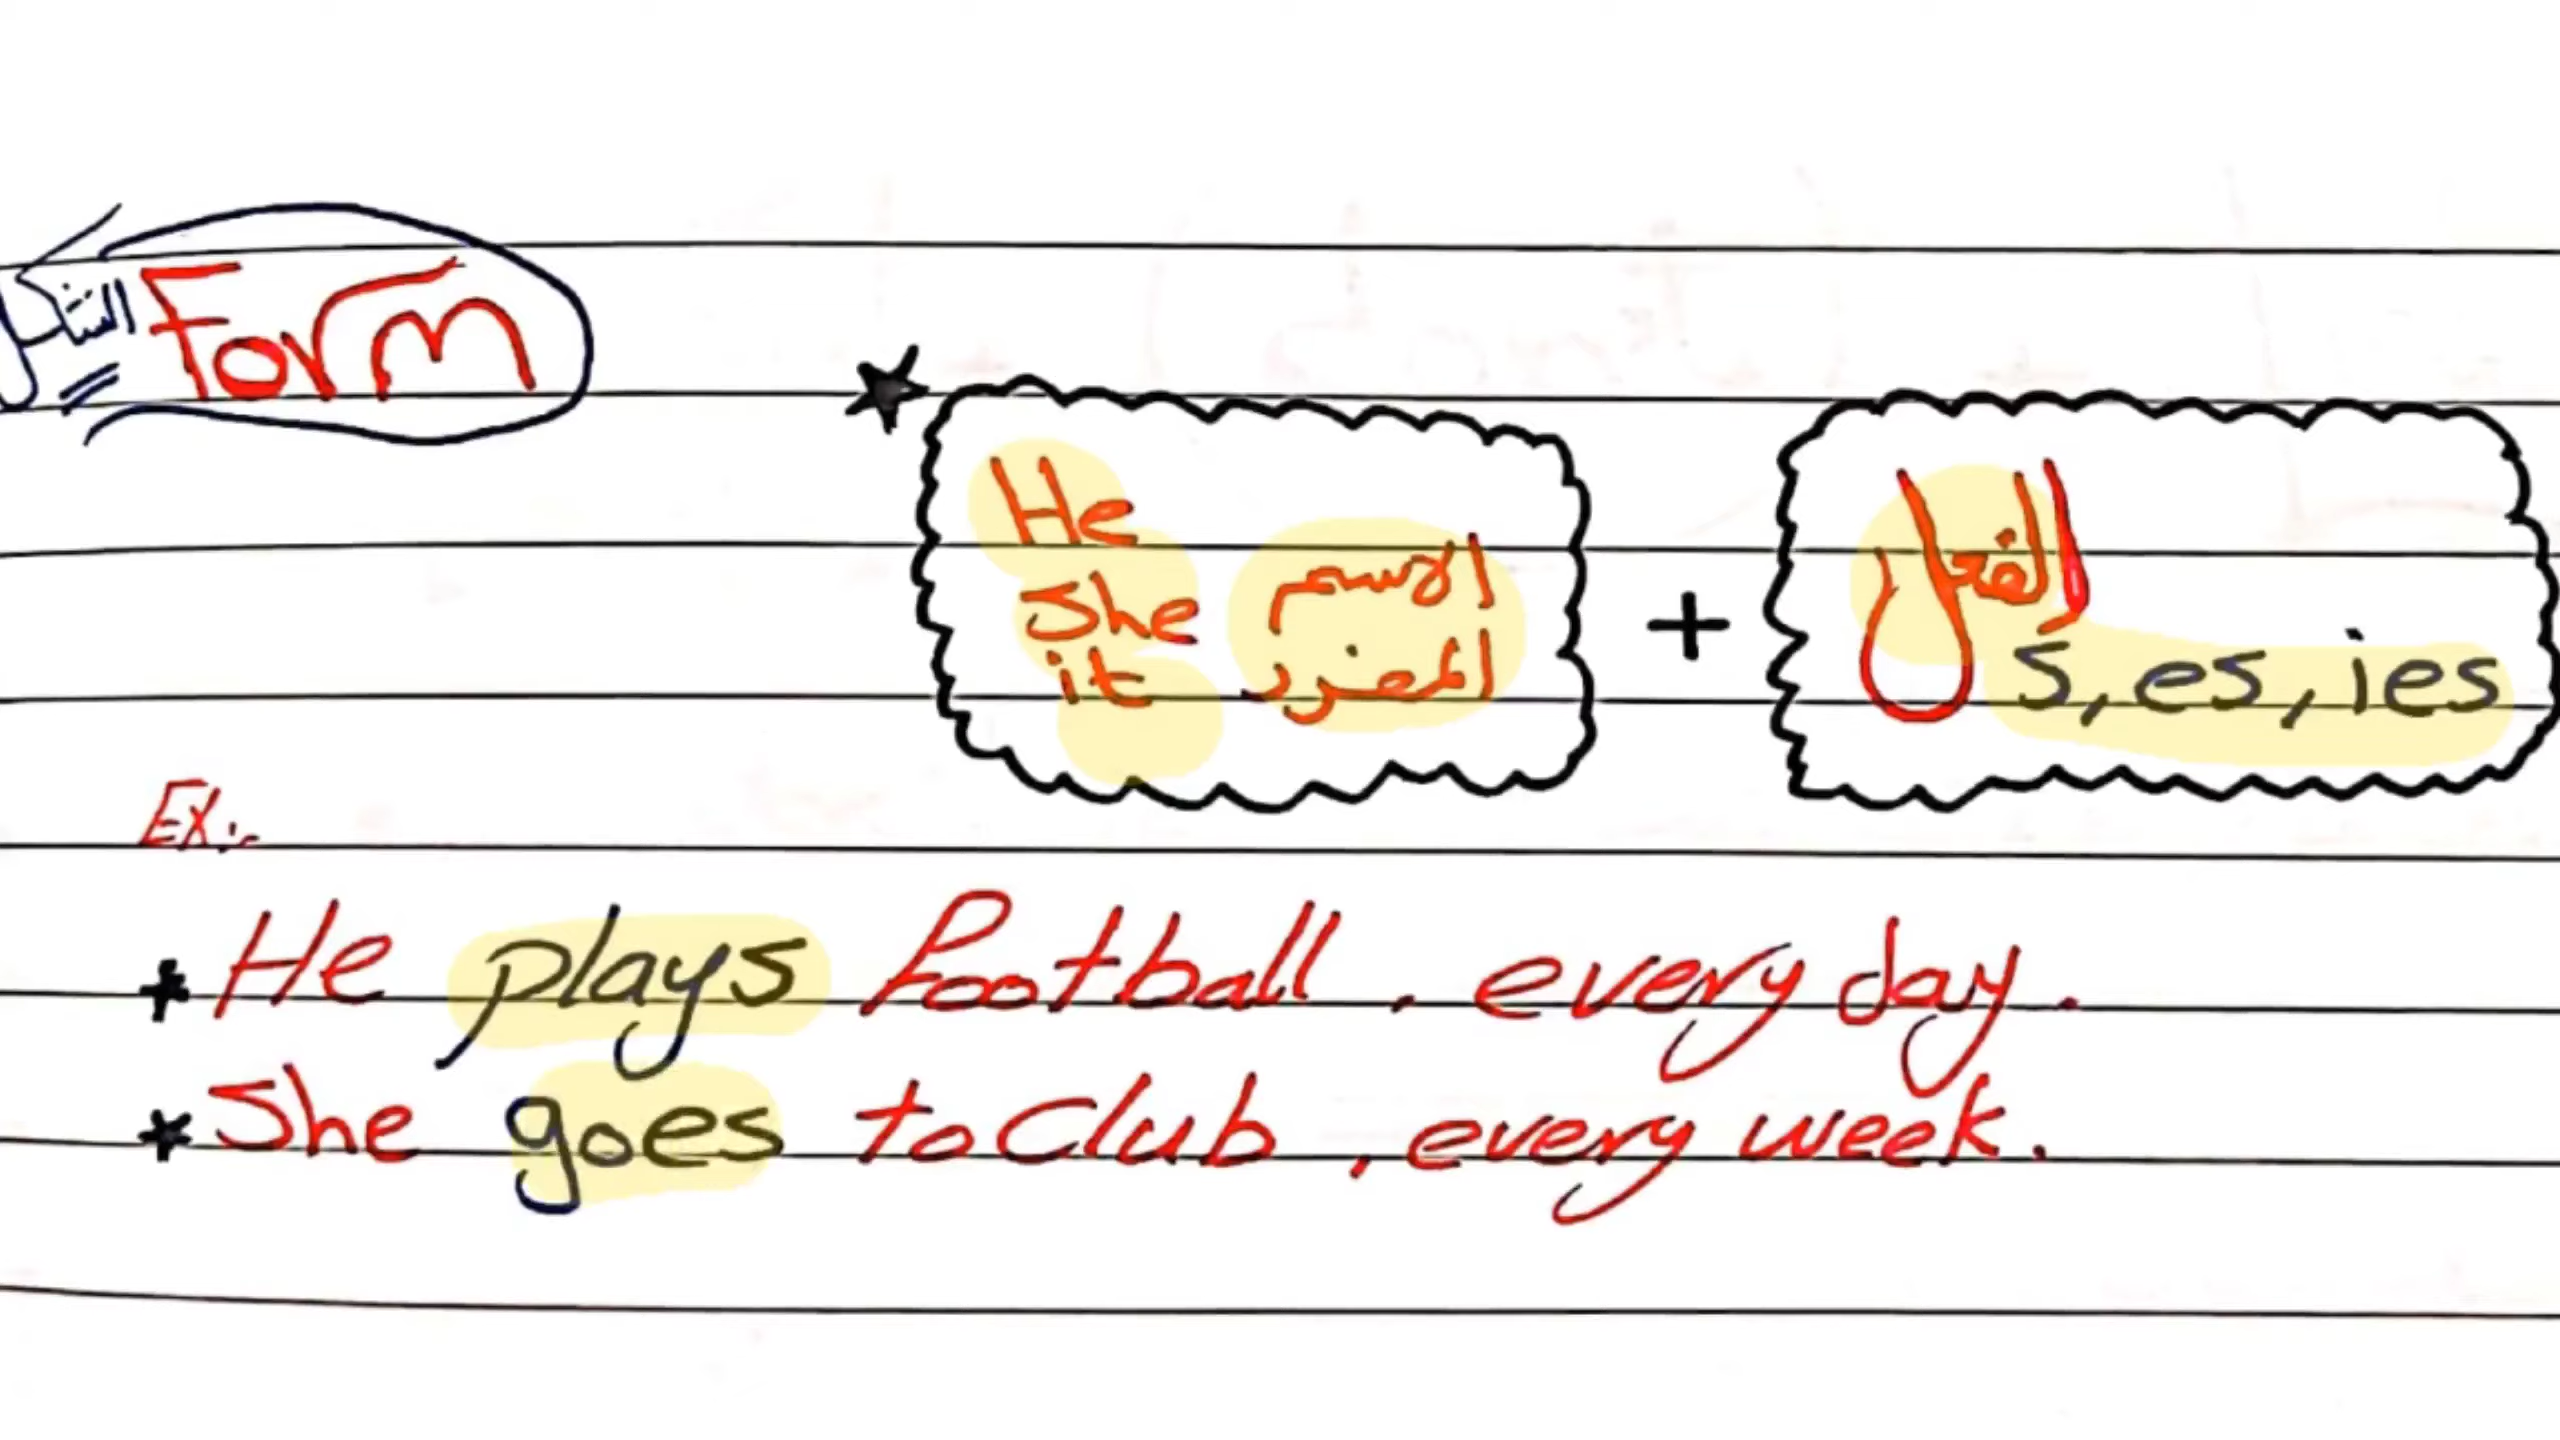 الشكل Form
He
She الاسم
it المفرد
+
الفعل
s, es, ies
Ex:-
* He plays football , every day.
* She goes to Club , every week.